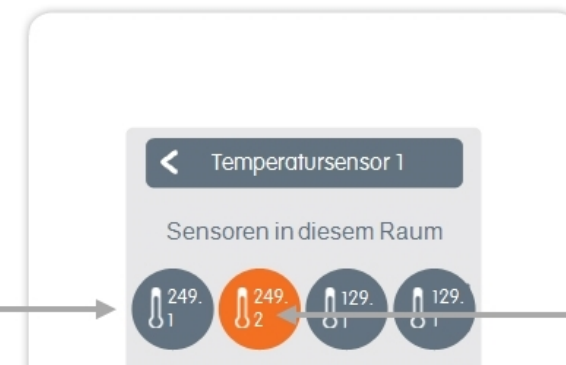 Temperatursensor 1
Sensoren in diesem Raum
249. 249. 129. 129.
1 2 1 1